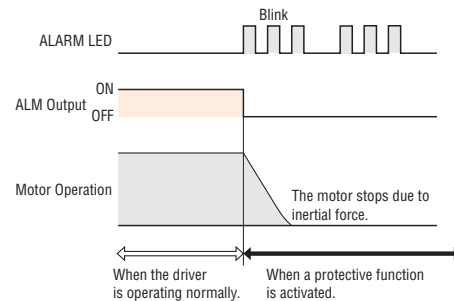 Blink
ALARM LED
ON
ALM Output
OFF
Motor Operation
The motor stops due to
inertial force.
When the driver
is operating normally.
When a protective function
is activated.